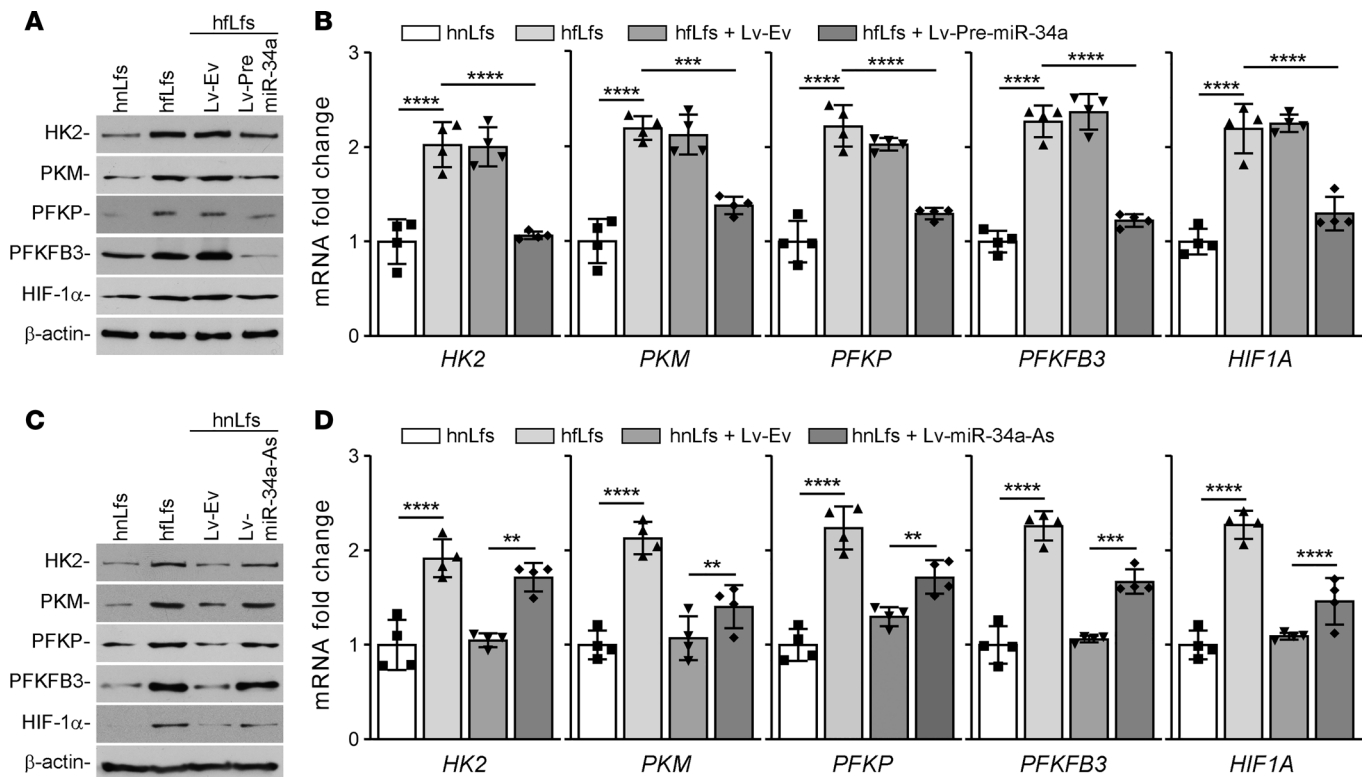 A
hfLfs
hnLfs
hfLfs
Lv-Ev
Lv-Pre
miR-34a
HK2-
PKM-
PFKP-
PFKFB3-
HIF-1α-
β-actin-
B
hnLfs hfLfs hfLfs + Lv-Ev hfLfs + Lv-Pre-miR-34a
mRNA fold change
3
2
1
0
**** ****
**** ***
**** ****
**** ****
**** ****
HK2 PKM PFKP PFKFB3 HIF1A
C
hnLfs
hnLfs
hfLfs
Lv-Ev
Lv-
miR-34a-As
HK2-
PKM-
PFKP-
PFKFB3-
HIF-1α-
β-actin-
D
hnLfs hfLfs hnLfs + Lv-Ev hnLfs + Lv-miR-34a-As
mRNA fold change
3
2
1
0
**** **
**** **
**** **
**** ***
**** ****
HK2 PKM PFKP PFKFB3 HIF1A